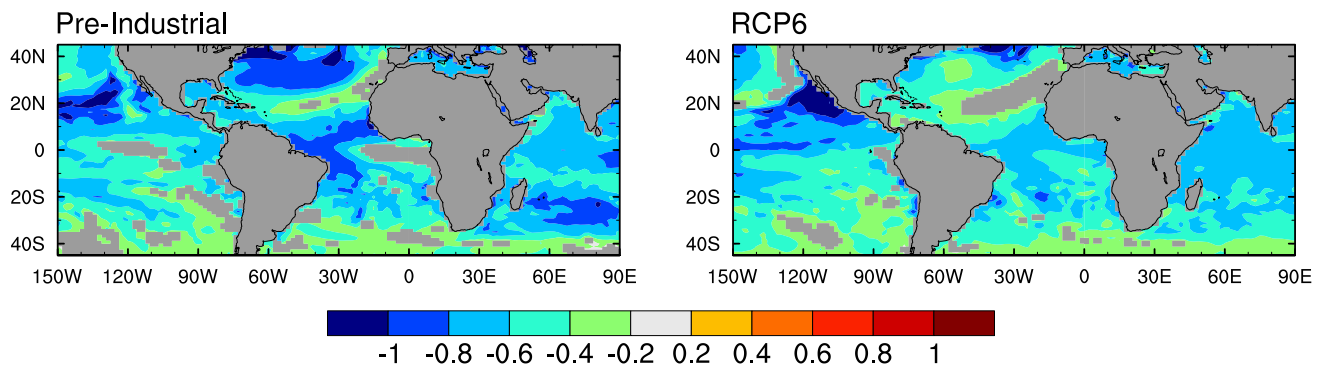 Pre-Industrial RCP6
40N 40N
20N 20N
0 0
20S 20S
40S 40S
150W 120W 90W 60W 30W 0 30E 60E 90E 150W 120W 90W 60W 30W 0 30E 60E 90E
-1 -0.8 -0.6 -0.4 -0.2 0.2 0.4 0.6 0.8 1